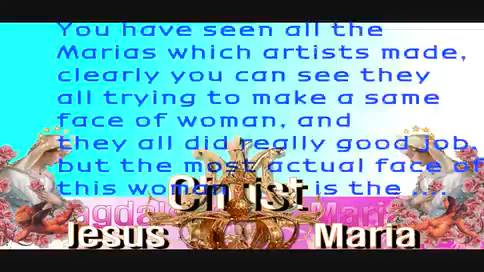 You have seen all the
Marias which artists made,
clearly you can see they
all trying to make a same
face of woman, and
they all did really good job,
but the most actual face of
this woman is the ....
Christ
Maria
Jesus
Maria